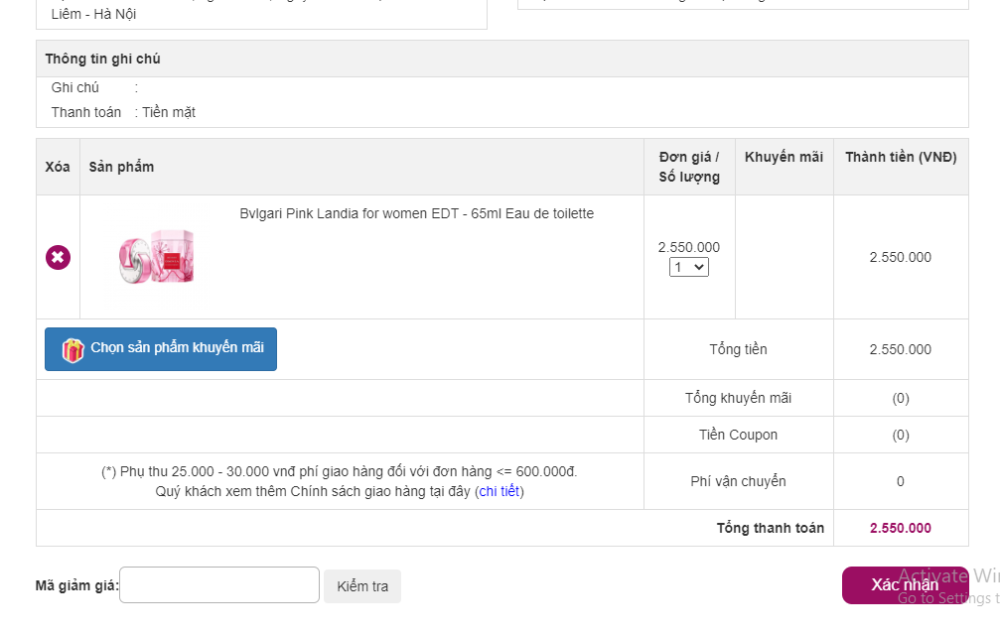 Liêm - Hà Nội
Thông tin ghi chú
Ghi chú :
Thanh toán : Tiền mặt
Xóa Sản phẩm Đơn giá / Số lượng Khuyến mãi Thành tiền (VNĐ)
Bvlgari Pink Landia for women EDT - 65ml Eau de toilette
2.550.000
1
2.550.000
Chọn sản phẩm khuyến mãi
Tổng tiền 2.550.000
Tổng khuyến mãi (0)
Tiền Coupon (0)
(*) Phụ thu 25.000 - 30.000 vnđ phí giao hàng đối với đơn hàng <= 600.000đ.
Quý khách xem thêm Chính sách giao hàng tại đây (chi tiết)
Phí vận chuyển 0
Tổng thanh toán 2.550.000
Mã giảm giá: Kiểm tra Xác nhận
Activate Win
Go to Settings t